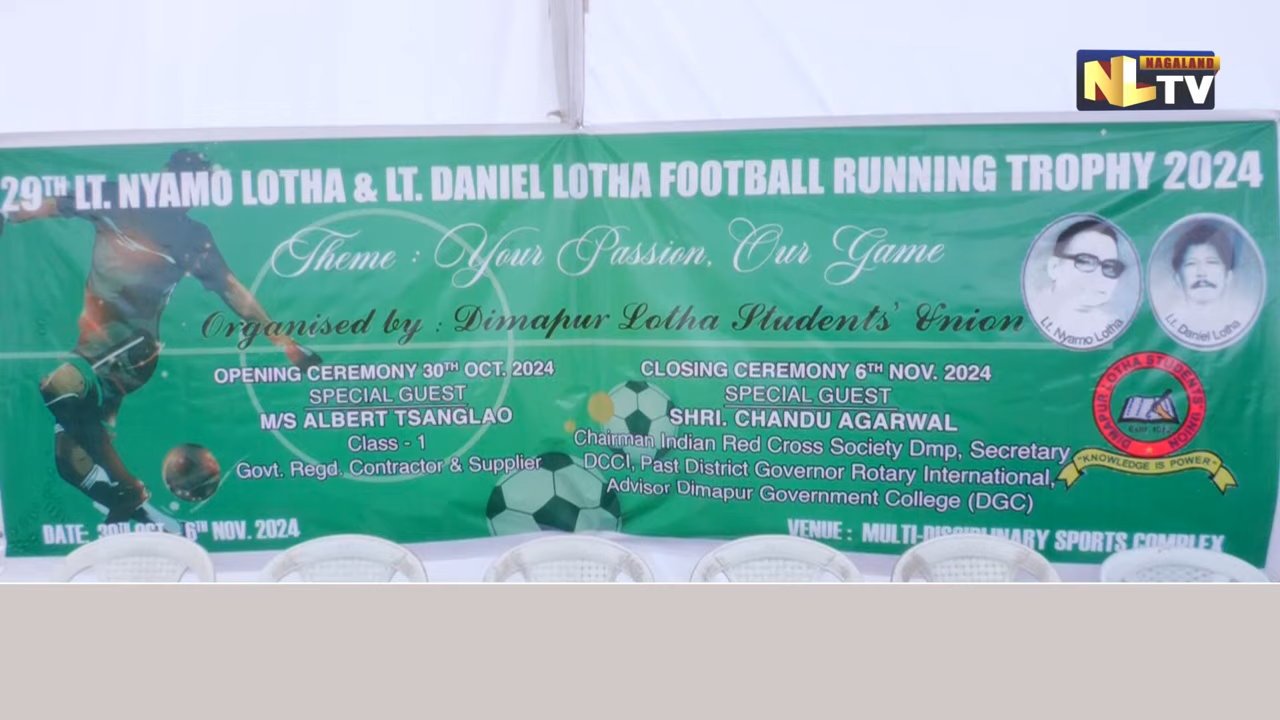 NAGALAND
NL TV
29TH LT. NYAMO LOTHA & LT. DANIEL LOTHA FOOTBALL RUNNING TROPHY 2024
Theme : Your Passion, Our Game
Organised by : Dimapur Lotha Students' Union
Lt. Nyamo Lotha
Lt. Daniel Lotha
OPENING CEREMONY 30TH OCT. 2024
SPECIAL GUEST
M/S ALBERT TSANGLAO
Class - 1
Govt. Regd. Contractor & Supplier
CLOSING CEREMONY 6TH NOV. 2024
SPECIAL GUEST
SHRI. CHANDU AGARWAL
Chairman Indian Red Cross Society Dmp, Secretary
DCCI, Past District Governor Rotary International,
Advisor Dimapur Government College (DGC)
DIMAPUR LOTHA STUDENTS' UNION
"KNOWLEDGE IS POWER"
DATE: 30TH OCT - 6TH NOV. 2024
VENUE : MULTI-DISCIPLINARY SPORTS COMPLEX